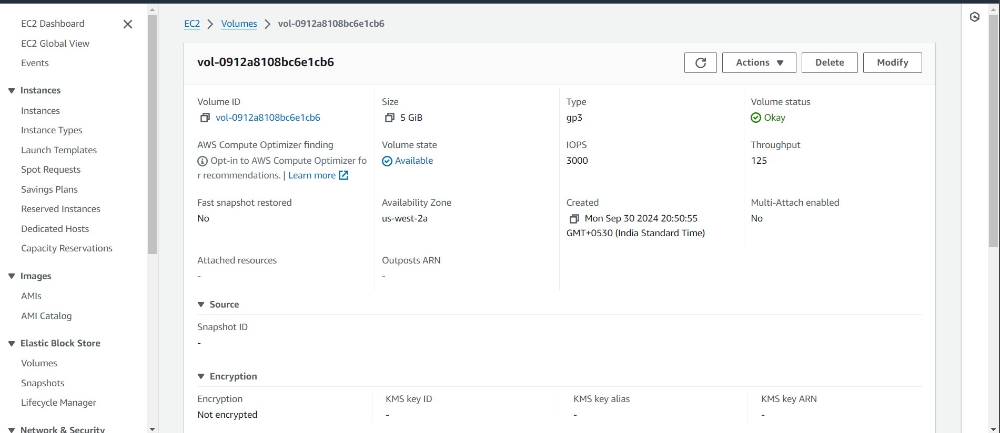 EC2 Dashboard
EC2 Global View
Events
Instances
Instances
Instance Types
Launch Templates
Spot Requests
Savings Plans
Reserved Instances
Dedicated Hosts
Capacity Reservations
Images
AMIs
AMI Catalog
Elastic Block Store
Volumes
Snapshots
Lifecycle Manager
Network & Security
EC2 Volumes vol-0912a8108bc6e1cb6
vol-0912a8108bc6e1cb6
Actions Delete Modify
Volume ID
vol-0912a8108bc6e1cb6
Size
5 GiB
Type
gp3
Volume status
Okay
AWS Compute Optimizer finding
Opt-in to AWS Compute Optimizer fo
r recommendations. | Learn more
Volume state
Available
IOPS
3000
Throughput
125
Fast snapshot restored
No
Availability Zone
us-west-2a
Created
Mon Sep 30 2024 20:50:55
GMT+0530 (India Standard Time)
Multi-Attach enabled
No
Attached resources
-
Outposts ARN
-
Source
Snapshot ID
-
Encryption
Encryption
Not encrypted
KMS key ID
-
KMS key alias
-
KMS key ARN
-